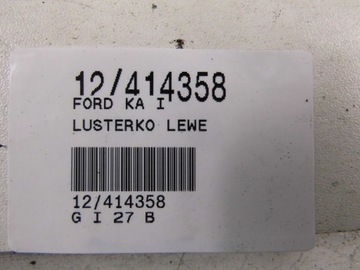 12/414358
FORD KA I
LUSTERKO LEWE
12/414358
G I 27 B